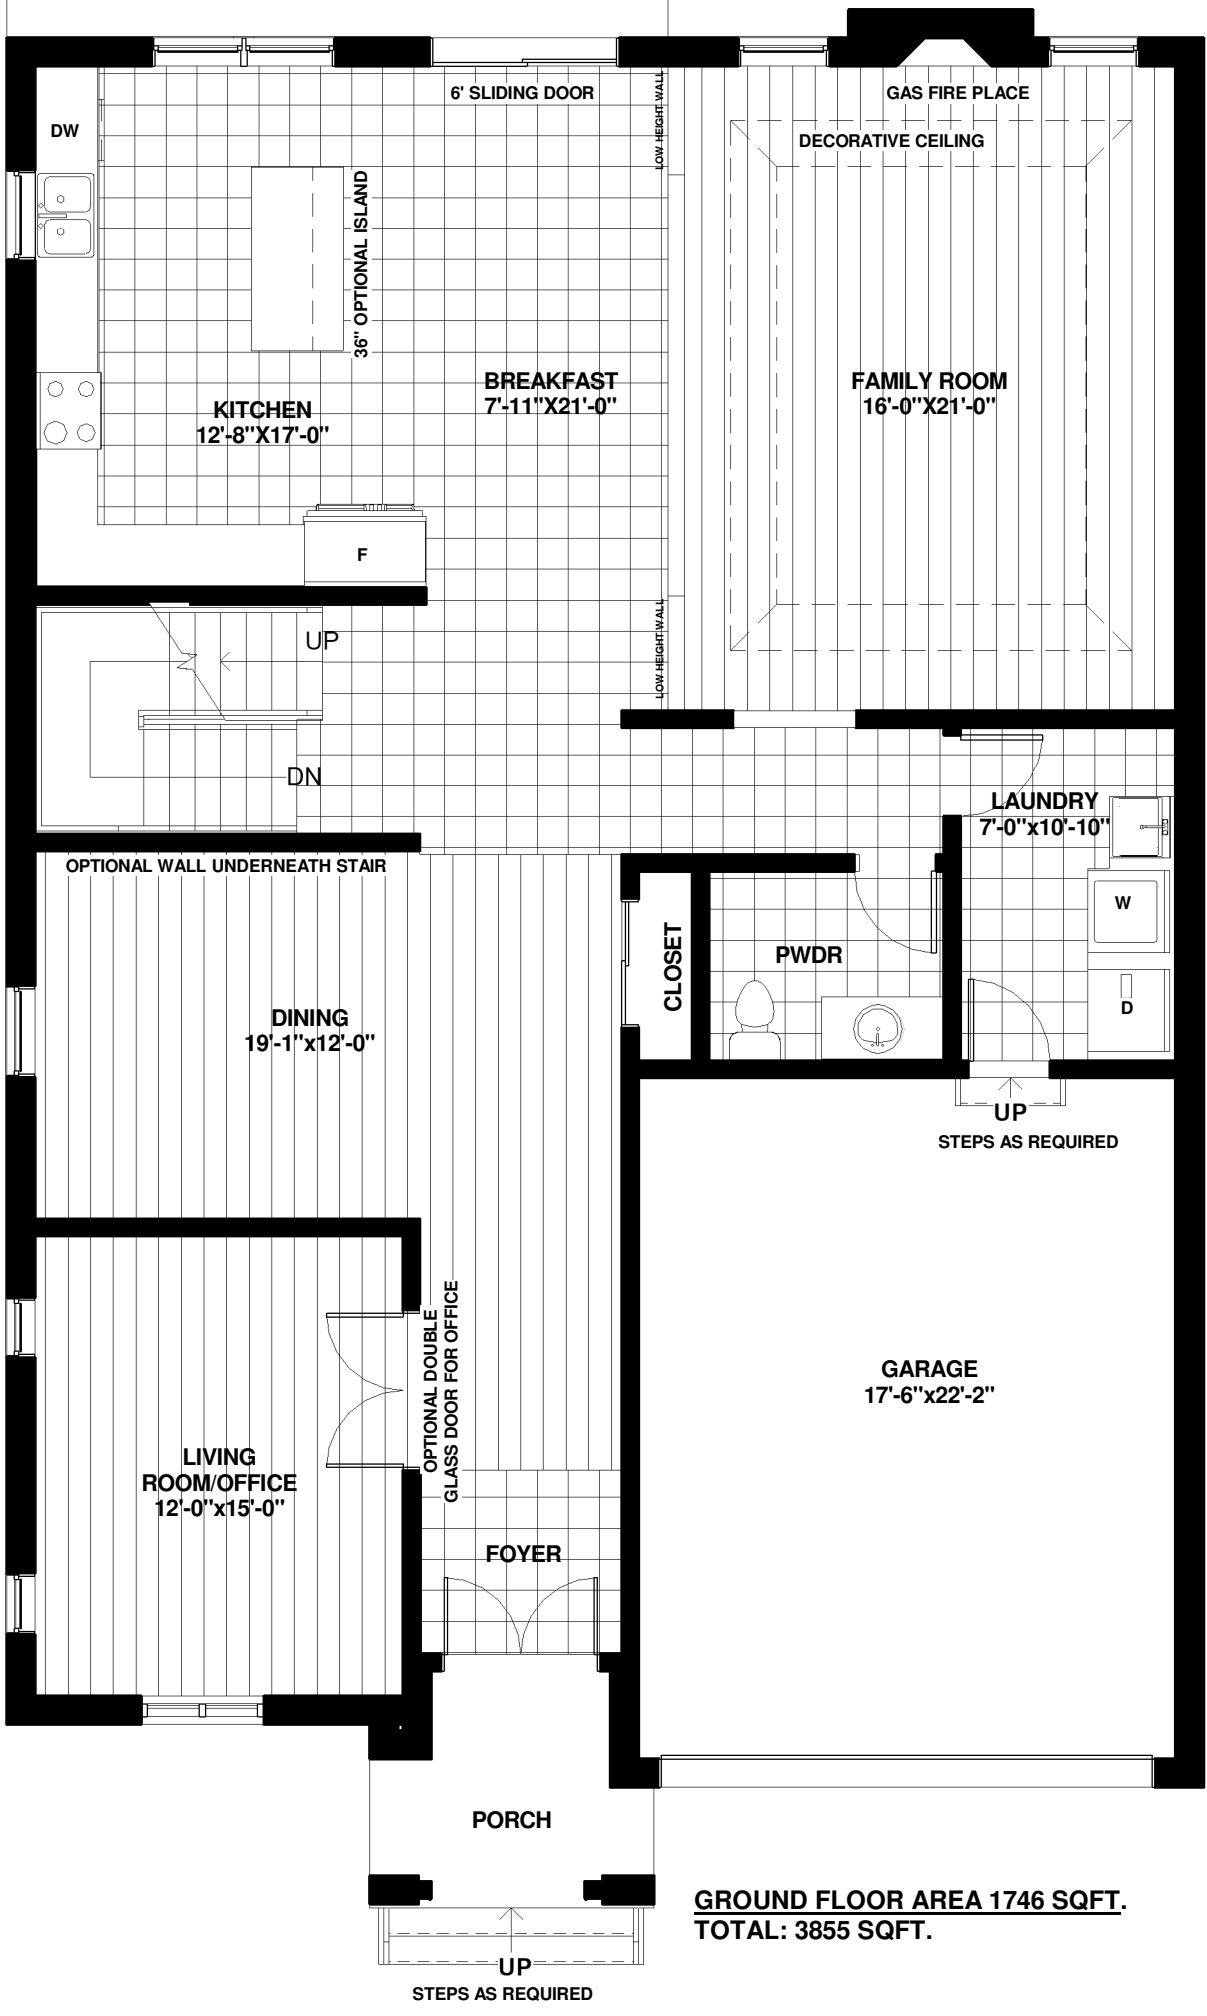 6' SLIDING DOOR
GAS FIRE PLACE
DW
DECORATIVE CEILING
LOW HEIGHT WALL
36" OPTIONAL ISLAND
BREAKFAST
7'-11"X21'-0"
FAMILY ROOM
16'-0"X21'-0"
KITCHEN
12'-8"X17'-0"
F
UP
LOW HEIGHT WALL
DN
LAUNDRY
7'-0"x10'-10"
OPTIONAL WALL UNDERNEATH STAIR
W
CLOSET
PWDR
D
DINING
19'-1"x12'-0"
UP
STEPS AS REQUIRED
OPTIONAL DOUBLE
GLASS DOOR FOR OFFICE
GARAGE
17'-6"x22'-2"
LIVING
ROOM/OFFICE
12'-0"x15'-0"
FOYER
PORCH
GROUND FLOOR AREA 1746 SQFT.
TOTAL: 3855 SQFT.
UP
STEPS AS REQUIRED